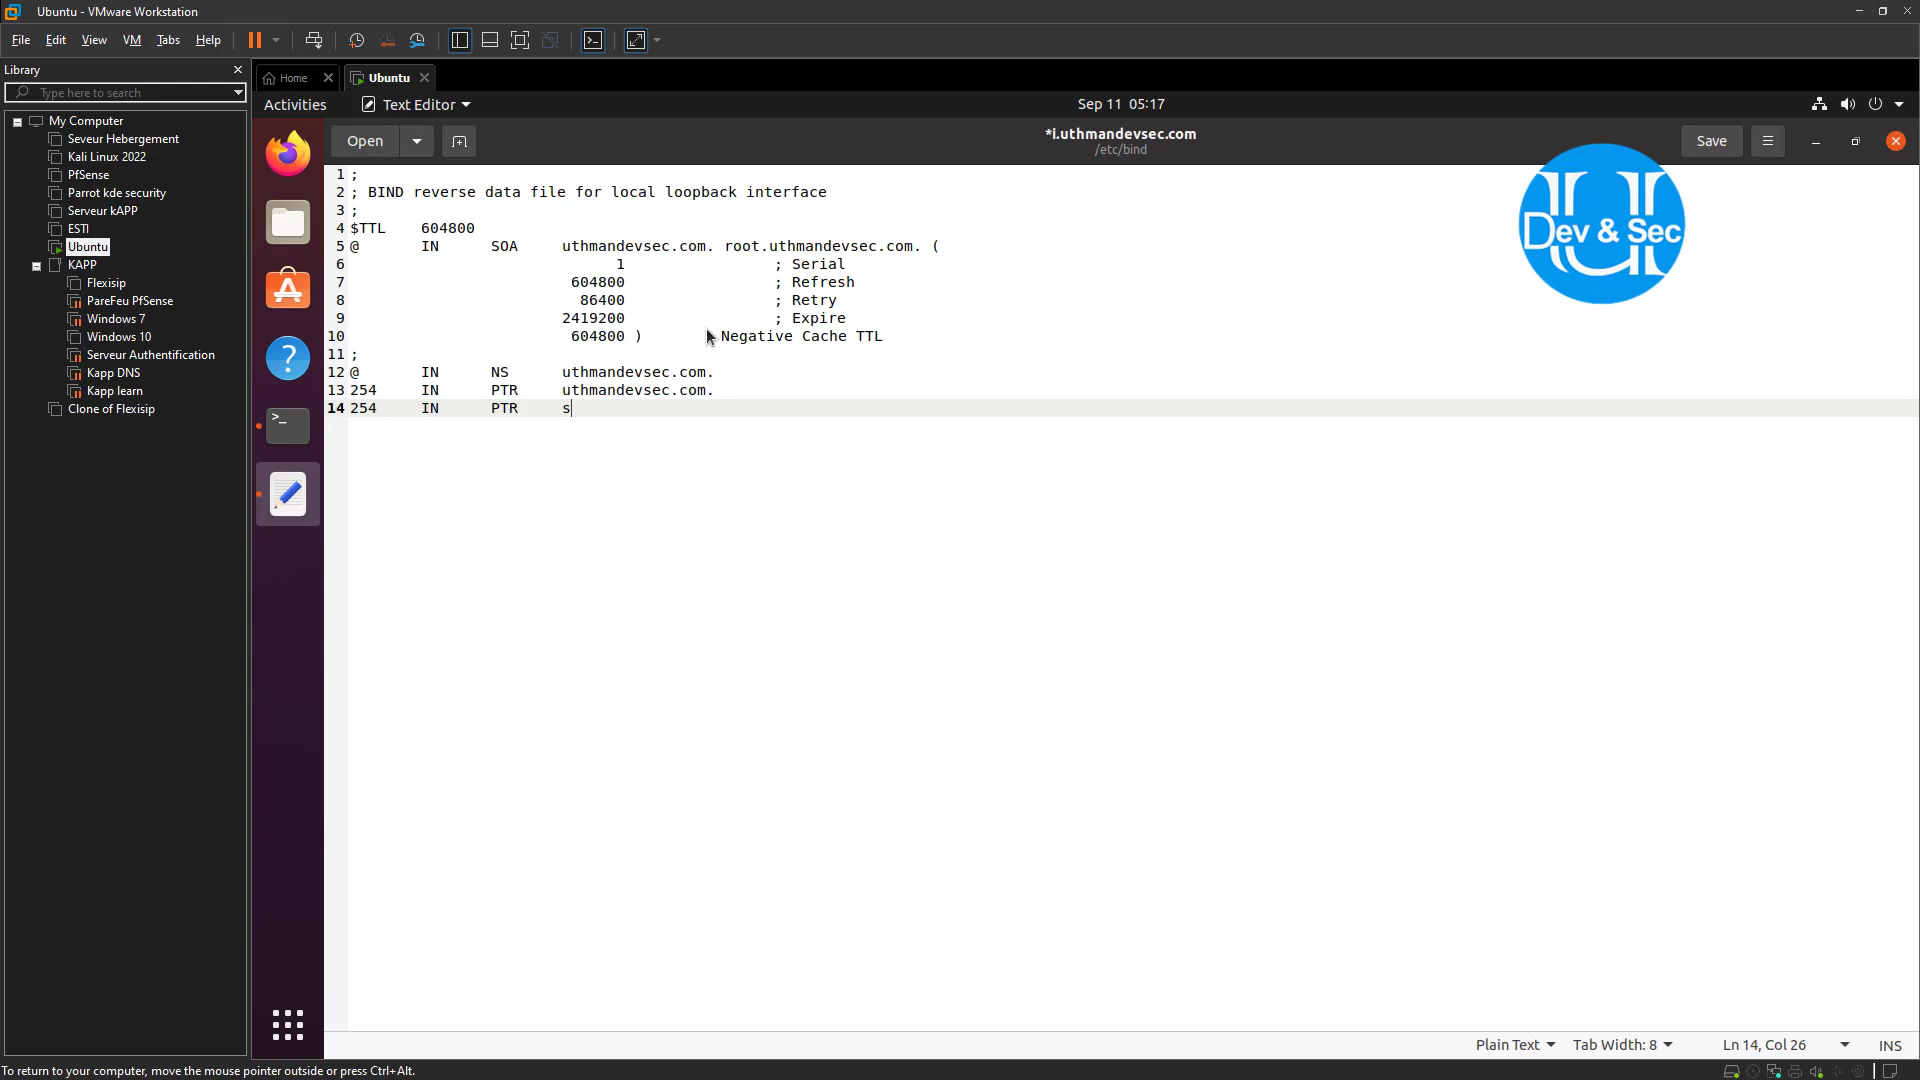 Ubuntu - VMware Workstation
File Edit View VM Tabs Help
Library
Type here to search
My Computer
Seveur Hebergement
Kali Linux 2022
PfSense
Parrot kde security
Serveur kAPP
ESTI
Ubuntu
KAPP
Flexisip
PareFeu PfSense
Windows 7
Windows 10
Serveur Authentification
Kapp DNS
Kapp learn
Clone of Flexisip
Home Ubuntu
Activities Text Editor Sep 11 05:17
Open *i.uthmandevsec.com Save
/etc/bind
1 ;
2 ; BIND reverse data file for local loopback interface
3 ;
4 $TTL 604800
5 @ IN SOA uthmandevsec.com. root.uthmandevsec.com. (
6 1 ; Serial
7 604800 ; Refresh
8 86400 ; Retry
9 2419200 ; Expire
10 604800 ) Negative Cache TTL
11 ;
12 @ IN NS uthmandevsec.com.
13 254 IN PTR uthmandevsec.com.
14 254 IN PTR s
U
Dev & Sec
Plain Text Tab Width: 8 Ln 14, Col 26 INS
To return to your computer, move the mouse pointer outside or press Ctrl+Alt.